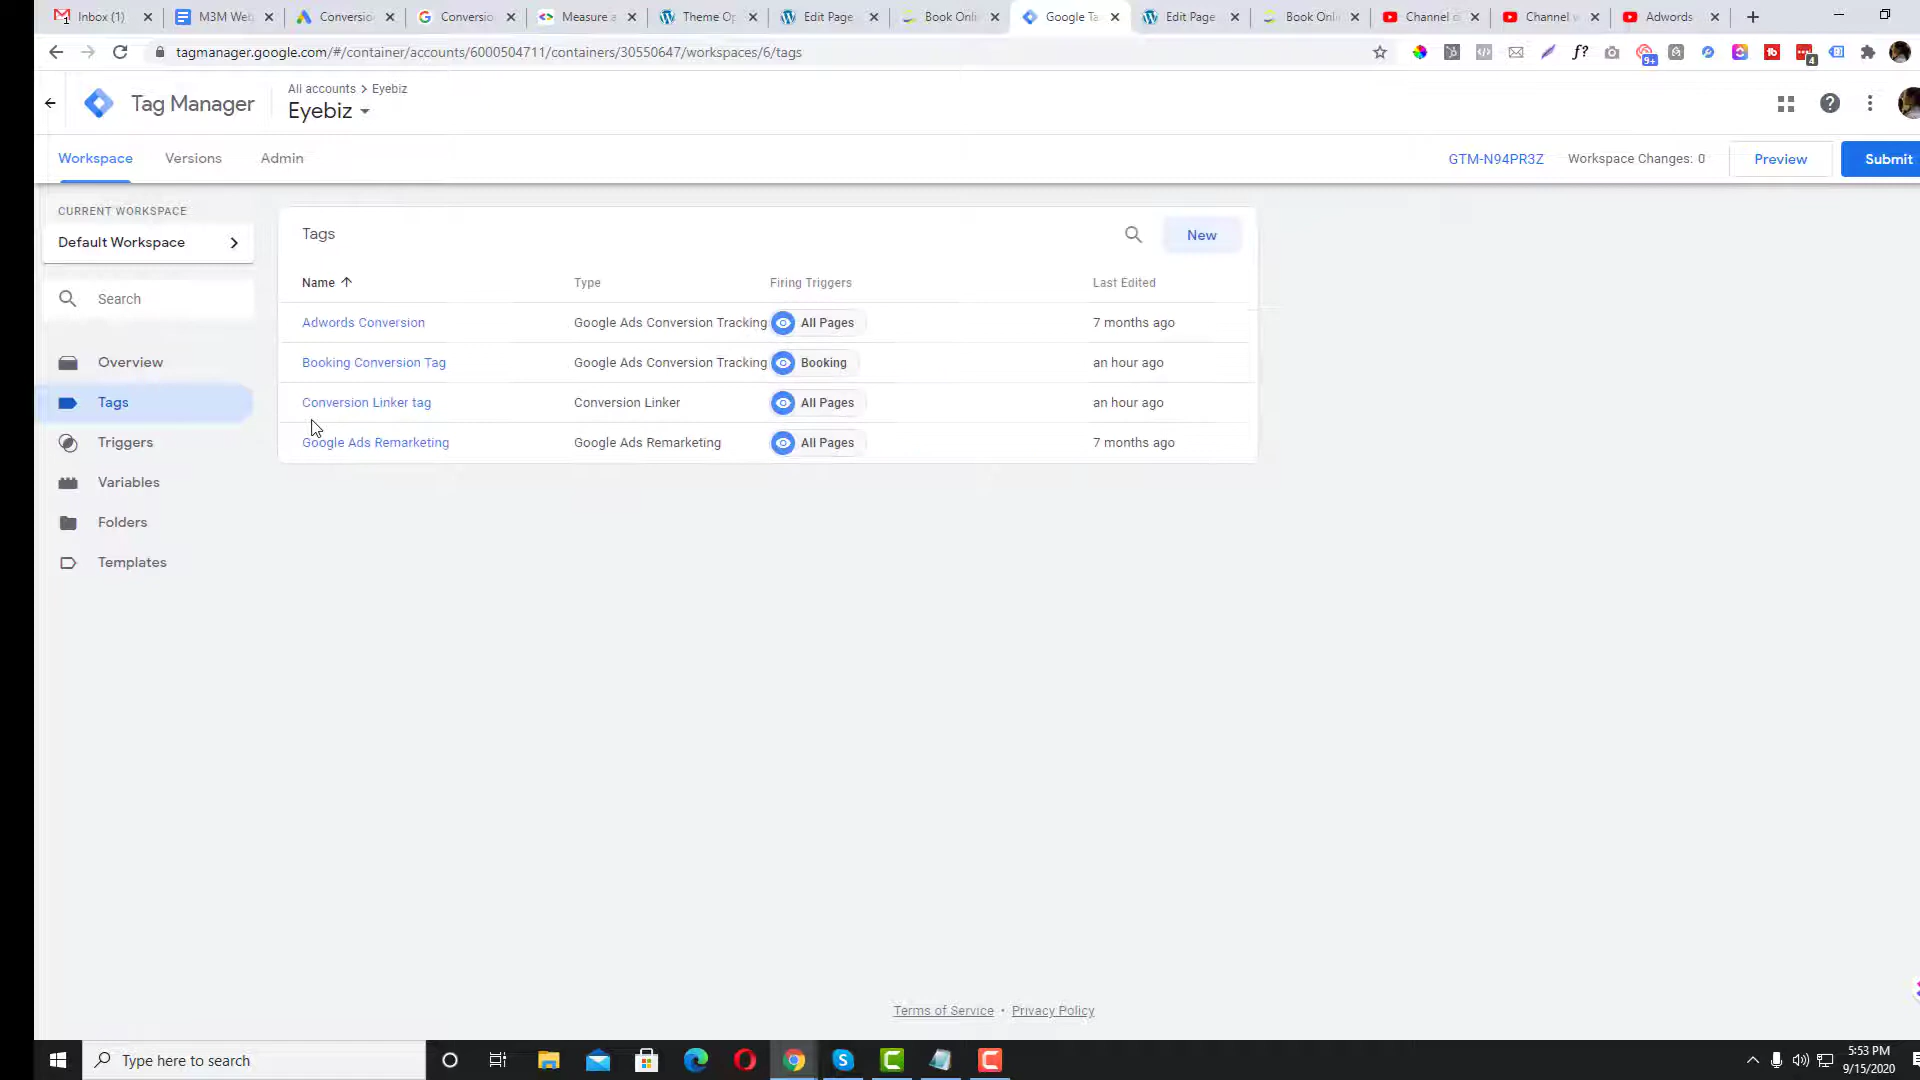 Inbox (1)
M3M Web
Conversio
Conversio
Measure a
Theme Op
Edit Page
Book Onli
Google Ta
Edit Page
Book Onli
Channel
Channel
Adwords
tagmanager.google.com/#/container/accounts/6000504711/containers/30550647/workspaces/6/tags
f?
9+
4
Tag Manager
All accounts > Eyebiz
Eyebiz
Workspace
Versions
Admin
GTM-N94PR3Z
Workspace Changes: 0
Preview
Submit
CURRENT WORKSPACE
Default Workspace
Search
Overview
Tags
Triggers
Variables
Folders
Templates
Tags
New
Name Type Firing Triggers Last Edited
Adwords Conversion Google Ads Conversion Tracking All Pages 7 months ago
Booking Conversion Tag Google Ads Conversion Tracking Booking an hour ago
Conversion Linker tag Conversion Linker All Pages an hour ago
Google Ads Remarketing Google Ads Remarketing All Pages 7 months ago
Terms of Service • Privacy Policy
Type here to search
5:53 PM
9/15/2020